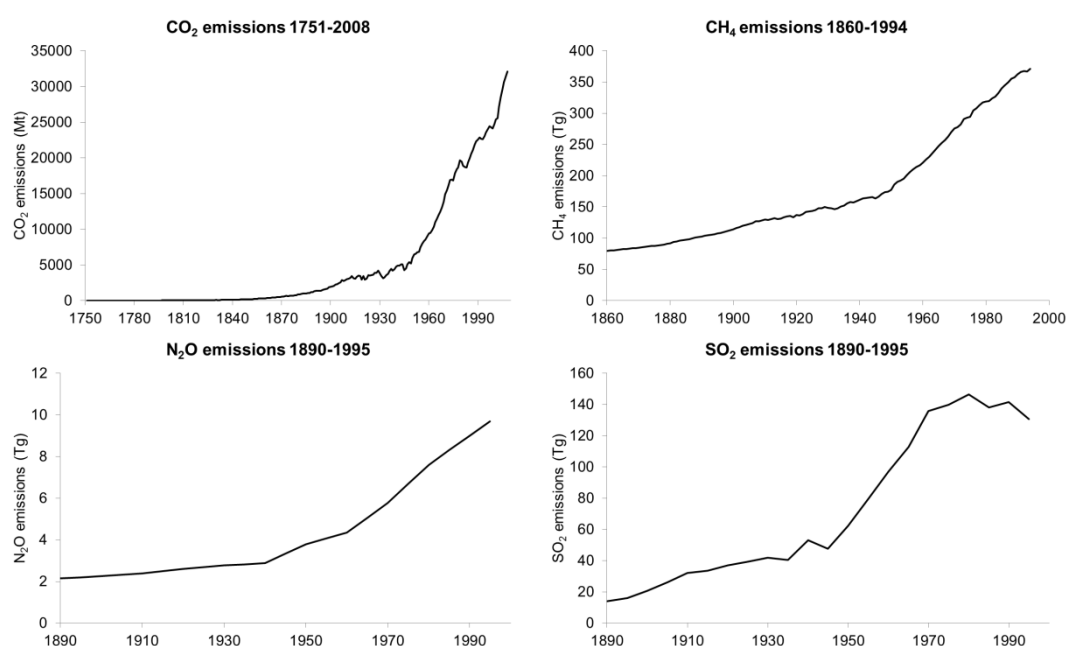 CO₂ emissions 1751-2008
CO₂ emissions (Mt)
35000
30000
25000
20000
15000
10000
5000
0
1750 1780 1810 1840 1870 1900 1930 1960 1990
CH₄ emissions 1860-1994
CH₄ emissions (Tg)
400
350
300
250
200
150
100
50
0
1860 1880 1900 1920 1940 1960 1980 2000
N₂O emissions 1890-1995
N₂O emissions (Tg)
12
10
8
6
4
2
0
1890 1910 1930 1950 1970 1990
SO₂ emissions 1890-1995
SO₂ emissions (Tg)
160
140
120
100
80
60
40
20
0
1890 1910 1930 1950 1970 1990